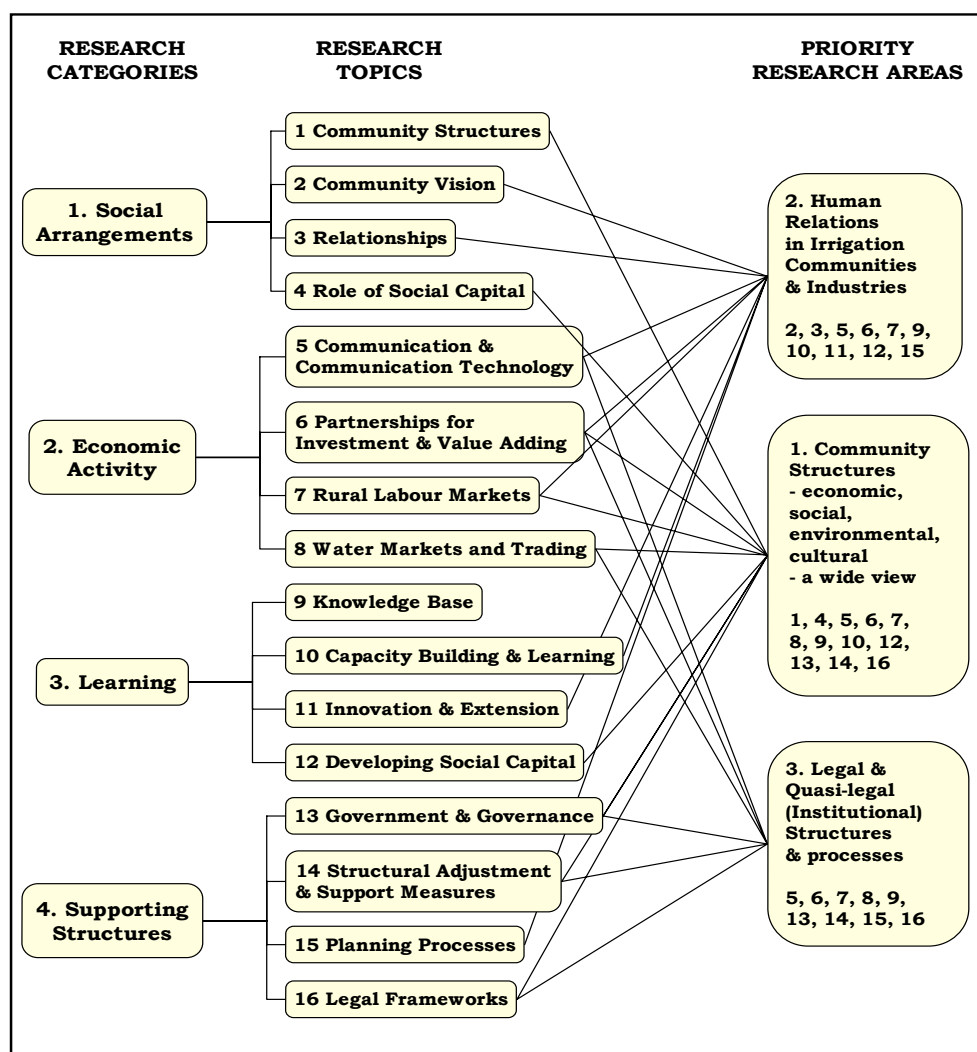 RESEARCH
CATEGORIES
RESEARCH
TOPICS
PRIORITY
RESEARCH AREAS
1. Social
Arrangements
2. Economic
Activity
3. Learning
4. Supporting
Structures
1 Community Structures
2 Community Vision
3 Relationships
4 Role of Social Capital
5 Communication &
Communication Technology
6 Partnerships for
Investment & Value Adding
7 Rural Labour Markets
8 Water Markets and Trading
9 Knowledge Base
10 Capacity Building & Learning
11 Innovation & Extension
12 Developing Social Capital
13 Government & Governance
14 Structural Adjustment
& Support Measures
15 Planning Processes
16 Legal Frameworks
2. Human
Relations
in Irrigation
Communities
& Industries
2, 3, 5, 6, 7, 9,
10, 11, 12, 15
1. Community
Structures
- economic,
social,
environmental,
cultural
- a wide view
1, 4, 5, 6, 7,
8, 9, 10, 12,
13, 14, 16
3. Legal &
Quasi-legal
(Institutional)
Structures
& processes
5, 6, 7, 8, 9,
13, 14, 15, 16